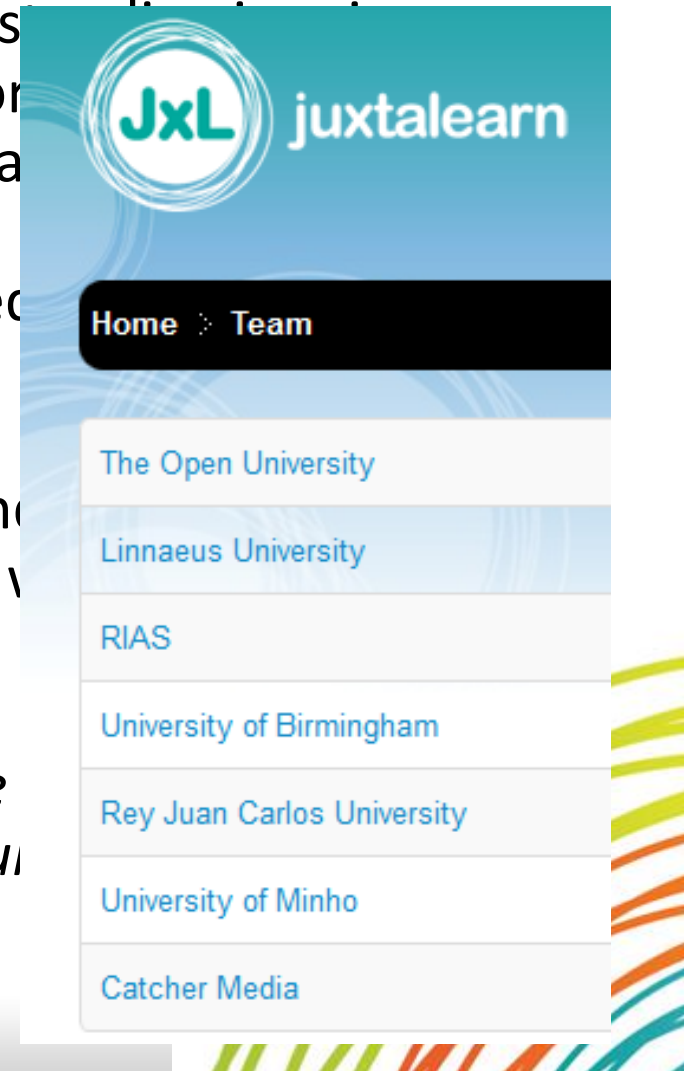 JxL juxtalearn
Home > Team
The Open University
Linnaeus University
RIAS
University of Birmingham
Rey Juan Carlos University
University of Minho
Catcher Media